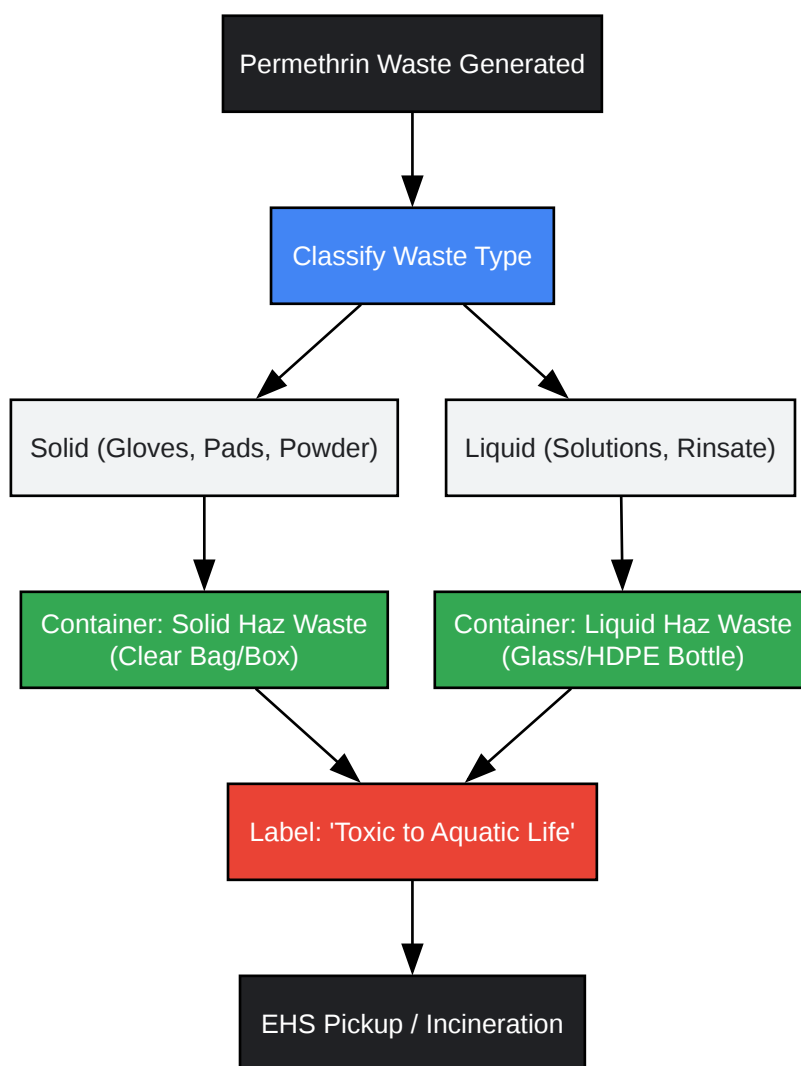 Permethrin Waste Generated
Classify Waste Type
Solid (Gloves, Pads, Powder)
Liquid (Solutions, Rinsate)
Container: Solid Haz Waste
(Clear Bag/Box)
Container: Liquid Haz Waste
(Glass/HDPE Bottle)
Label: 'Toxic to Aquatic Life'
EHS Pickup / Incineration